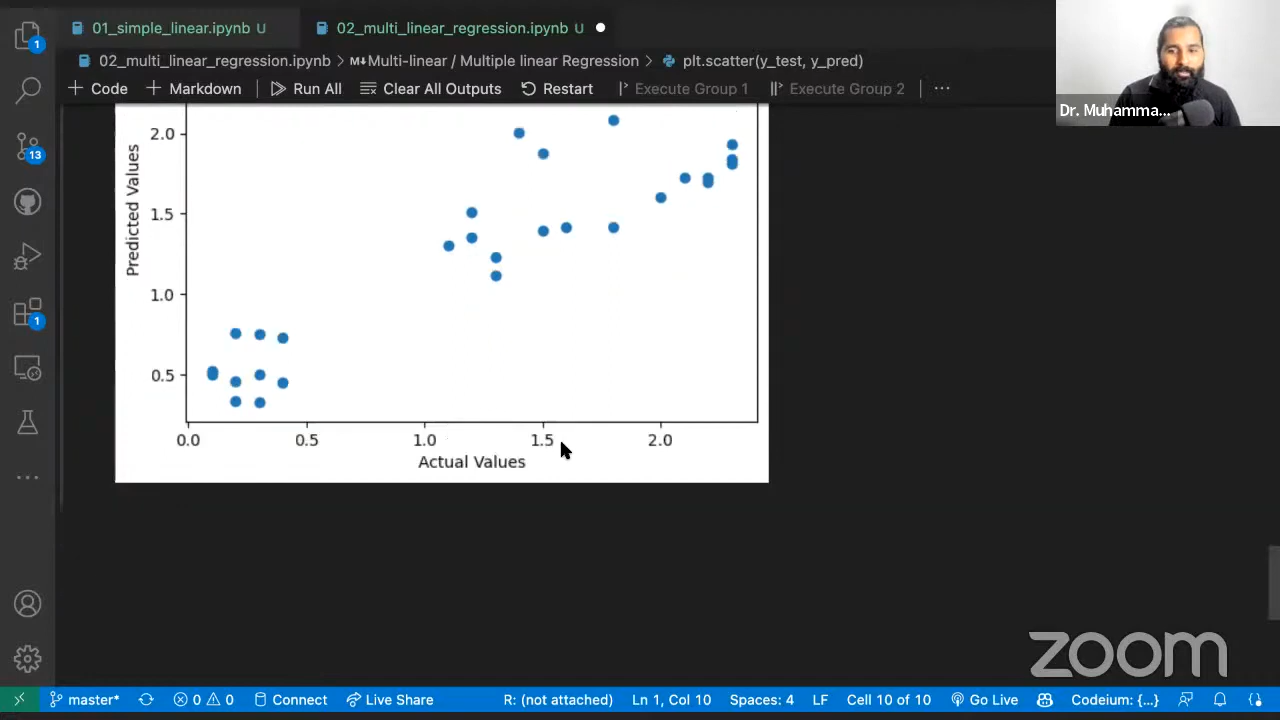 01_simple_linear.ipynb U
02_multi_linear_regression.ipynb U
02_multi_linear_regression.ipynb > M↓Multi-linear / Multiple linear Regression > plt.scatter(y_test, y_pred)
+ Code + Markdown Run All Clear All Outputs Restart Execute Group 1 Execute Group 2 ...
Dr. Muhamma...
1
13
1
2.0
1.5
1.0
0.5
Predicted Values
0.0 0.5 1.0 1.5 2.0
Actual Values
zoom
master* 0 0 Connect Live Share R: (not attached) Ln 1, Col 10 Spaces: 4 LF Cell 10 of 10 Go Live Codeium: {...}